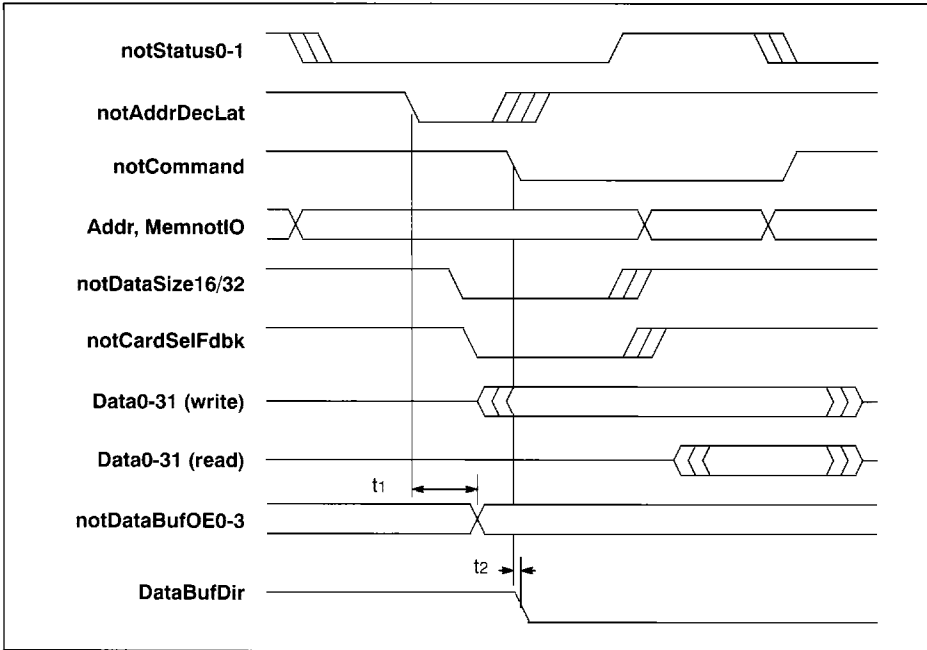 notStatus0-1
notAddrDecLat
notCommand
Addr, MemnotIO
notDataSize16/32
notCardSelFdbk
Data0-31 (write)
Data0-31 (read)
t1
notDataBufOE0-3
t2
DataBufDir